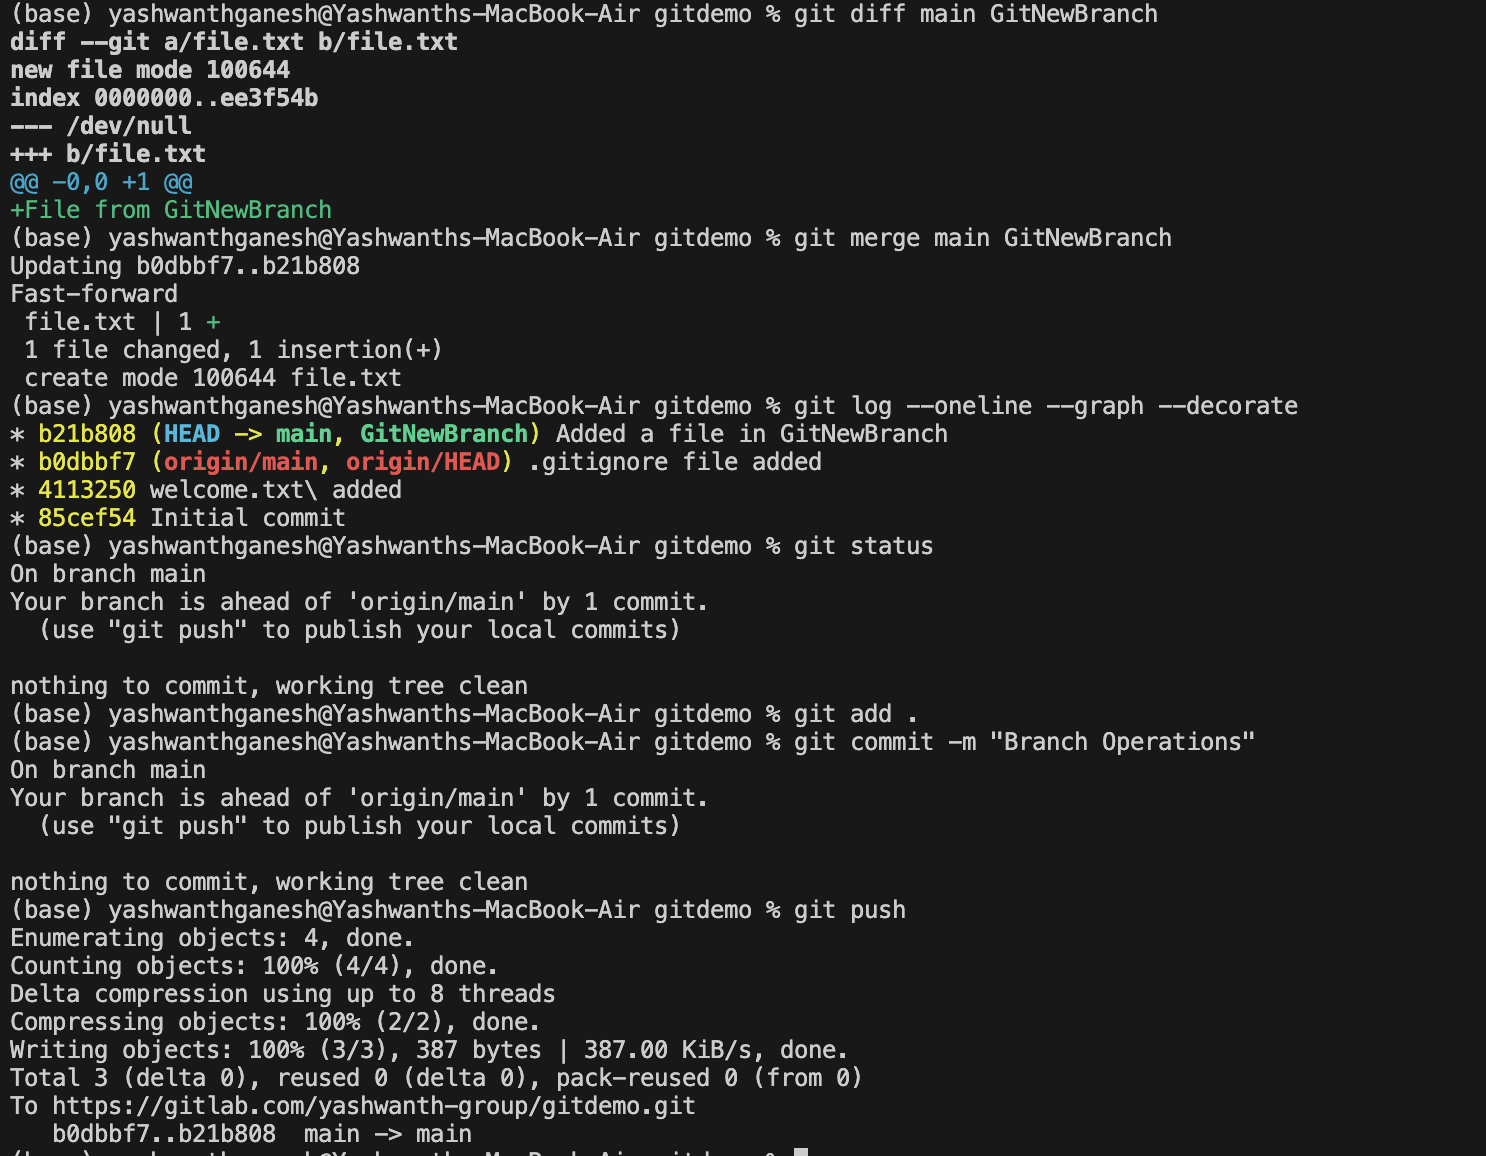 (base) yashwanthganesh@Yashwanths-MacBook-Air gitdemo % git diff main GitNewBranch
diff --git a/file.txt b/file.txt
new file mode 100644
index 0000000..ee3f54b
--- /dev/null
+++ b/file.txt
@@ -0,0 +1 @@
+File from GitNewBranch
(base) yashwanthganesh@Yashwanths-MacBook-Air gitdemo % git merge main GitNewBranch
Updating b0dbbf7..b21b808
Fast-forward
 file.txt | 1 +
 1 file changed, 1 insertion(+)
 create mode 100644 file.txt
(base) yashwanthganesh@Yashwanths-MacBook-Air gitdemo % git log --oneline --graph --decorate
* b21b808 (HEAD -> main, GitNewBranch) Added a file in GitNewBranch
* b0dbbf7 (origin/main, origin/HEAD) .gitignore file added
* 4113250 welcome.txt\ added
* 85cef54 Initial commit
(base) yashwanthganesh@Yashwanths-MacBook-Air gitdemo % git status
On branch main
Your branch is ahead of 'origin/main' by 1 commit.
  (use "git push" to publish your local commits)

nothing to commit, working tree clean
(base) yashwanthganesh@Yashwanths-MacBook-Air gitdemo % git add .
(base) yashwanthganesh@Yashwanths-MacBook-Air gitdemo % git commit -m "Branch Operations"
On branch main
Your branch is ahead of 'origin/main' by 1 commit.
  (use "git push" to publish your local commits)

nothing to commit, working tree clean
(base) yashwanthganesh@Yashwanths-MacBook-Air gitdemo % git push
Enumerating objects: 4, done.
Counting objects: 100% (4/4), done.
Delta compression using up to 8 threads
Compressing objects: 100% (2/2), done.
Writing objects: 100% (3/3), 387 bytes | 387.00 KiB/s, done.
Total 3 (delta 0), reused 0 (delta 0), pack-reused 0 (from 0)
To https://gitlab.com/yashwanth-group/gitdemo.git
   b0dbbf7..b21b808  main -> main
(base) yashwanthganesh@Yashwanths-MacBook-Air gitdemo %